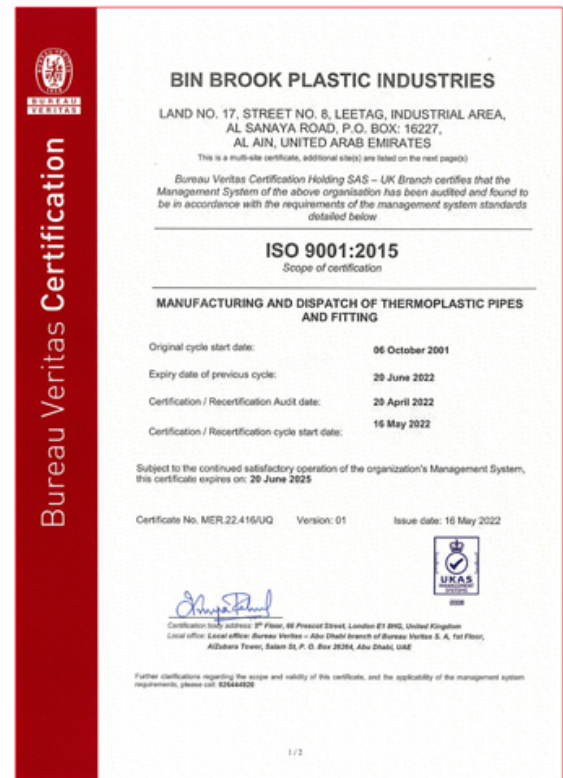 BUREAU
VERITAS
Bureau Veritas Certification
BIN BROOK PLASTIC INDUSTRIES
LAND NO. 17, STREET NO. 8, LEETAG, INDUSTRIAL AREA,
AL SANAYA ROAD, P.O. BOX: 16227,
AL AIN, UNITED ARAB EMIRATES
This is a multi-site certificate, additional site(s) are listed on the next page(s)
Bureau Veritas Certification Holding SAS – UK Branch certifies that the
Management System of the above organisation has been audited and found to
be in accordance with the requirements of the management system standards
detailed below
ISO 9001:2015
Scope of certification
MANUFACTURING AND DISPATCH OF THERMOPLASTIC PIPES
AND FITTING
Original cycle start date: 06 October 2001
Expiry date of previous cycle: 20 June 2022
Certification / Recertification Audit date: 20 April 2022
Certification / Recertification cycle start date: 16 May 2022
Subject to the continued satisfactory operation of the organization's Management System,
this certificate expires on: 20 June 2025
Certificate No. MER.22.416/UQ Version: 01 Issue date: 16 May 2022
UKAS
MANAGEMENT
SYSTEMS
0008
Certification body address: 5th Floor, 66 Prescot Street, London E1 8HG, United Kingdom
Local office: Local office: Bureau Veritas – Abu Dhabi branch of Bureau Veritas S. A, 1st Floor,
AlZubara Tower, Salam St, P. O. Box 26264, Abu Dhabi, UAE
Further clarifications regarding the scope and validity of this certificate, and the applicability of the management system
requirements, please call: 026444920
1 / 2